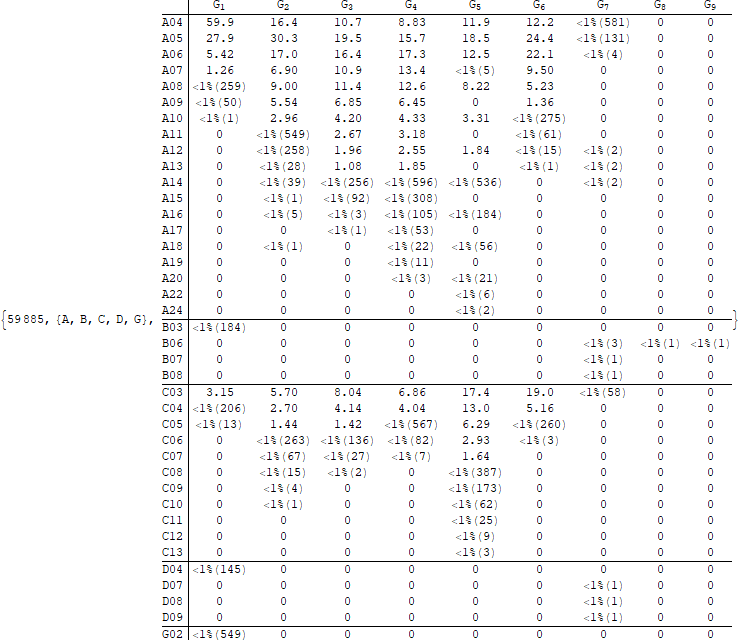 G1 G2 G3 G4 G5 G6 G7 G8 G9
A04 59.9 16.4 10.7 8.83 11.9 12.2 <1%(581) 0 0
A05 27.9 30.3 19.5 15.7 18.5 24.4 <1%(131) 0 0
A06 5.42 17.0 16.4 17.3 12.5 22.1 <1%(4) 0 0
A07 1.26 6.90 10.9 13.4 <1%(5) 9.50 0 0 0
A08 <1%(259) 9.00 11.4 12.6 8.22 5.23 0 0 0
A09 <1%(50) 5.54 6.85 6.45 0 1.36 0 0 0
A10 <1%(1) 2.96 4.20 4.33 3.31 <1%(275) 0 0 0
A11 0 <1%(549) 2.67 3.18 0 <1%(61) 0 0 0
A12 0 <1%(258) 1.96 2.55 1.84 <1%(15) <1%(2) 0 0
A13 0 <1%(28) 1.08 1.85 0 <1%(1) <1%(2) 0 0
A14 0 <1%(39) <1%(256) <1%(596) <1%(536) 0 <1%(2) 0 0
A15 0 <1%(1) <1%(92) <1%(308) 0 0 0 0 0
A16 0 <1%(5) <1%(3) <1%(105) <1%(184) 0 0 0 0
A17 0 0 <1%(1) <1%(53) 0 0 0 0 0
A18 0 <1%(1) 0 <1%(22) <1%(56) 0 0 0 0
A19 0 0 0 <1%(11) 0 0 0 0 0
A20 0 0 0 <1%(3) <1%(21) 0 0 0 0
A22 0 0 0 0 <1%(6) 0 0 0 0
A24 0 0 0 0 <1%(2) 0 0 0 0
{59885, {A, B, C, D, G}, }
B03 <1%(184) 0 0 0 0 0 0 0 0
B06 0 0 0 0 0 0 <1%(3) <1%(1) <1%(1)
B07 0 0 0 0 0 0 <1%(1) 0 0
B08 0 0 0 0 0 0 <1%(1) 0 0
C03 3.15 5.70 8.04 6.86 17.4 19.0 <1%(58) 0 0
C04 <1%(206) 2.70 4.14 4.04 13.0 5.16 0 0 0
C05 <1%(13) 1.44 1.42 <1%(567) 6.29 <1%(260) 0 0 0
C06 0 <1%(263) <1%(136) <1%(82) 2.93 <1%(3) 0 0 0
C07 0 <1%(67) <1%(27) <1%(7) 1.64 0 0 0 0
C08 0 <1%(15) <1%(2) 0 <1%(387) 0 0 0 0
C09 0 <1%(4) 0 0 <1%(173) 0 0 0 0
C10 0 <1%(1) 0 0 <1%(62) 0 0 0 0
C11 0 0 0 0 <1%(25) 0 0 0 0
C12 0 0 0 0 <1%(9) 0 0 0 0
C13 0 0 0 0 <1%(3) 0 0 0 0
D04 <1%(145) 0 0 0 0 0 0 0 0
D07 0 0 0 0 0 0 <1%(1) 0 0
D08 0 0 0 0 0 0 <1%(1) 0 0
D09 0 0 0 0 0 0 <1%(1) 0 0
G02 <1%(549) 0 0 0 0 0 0 0 0